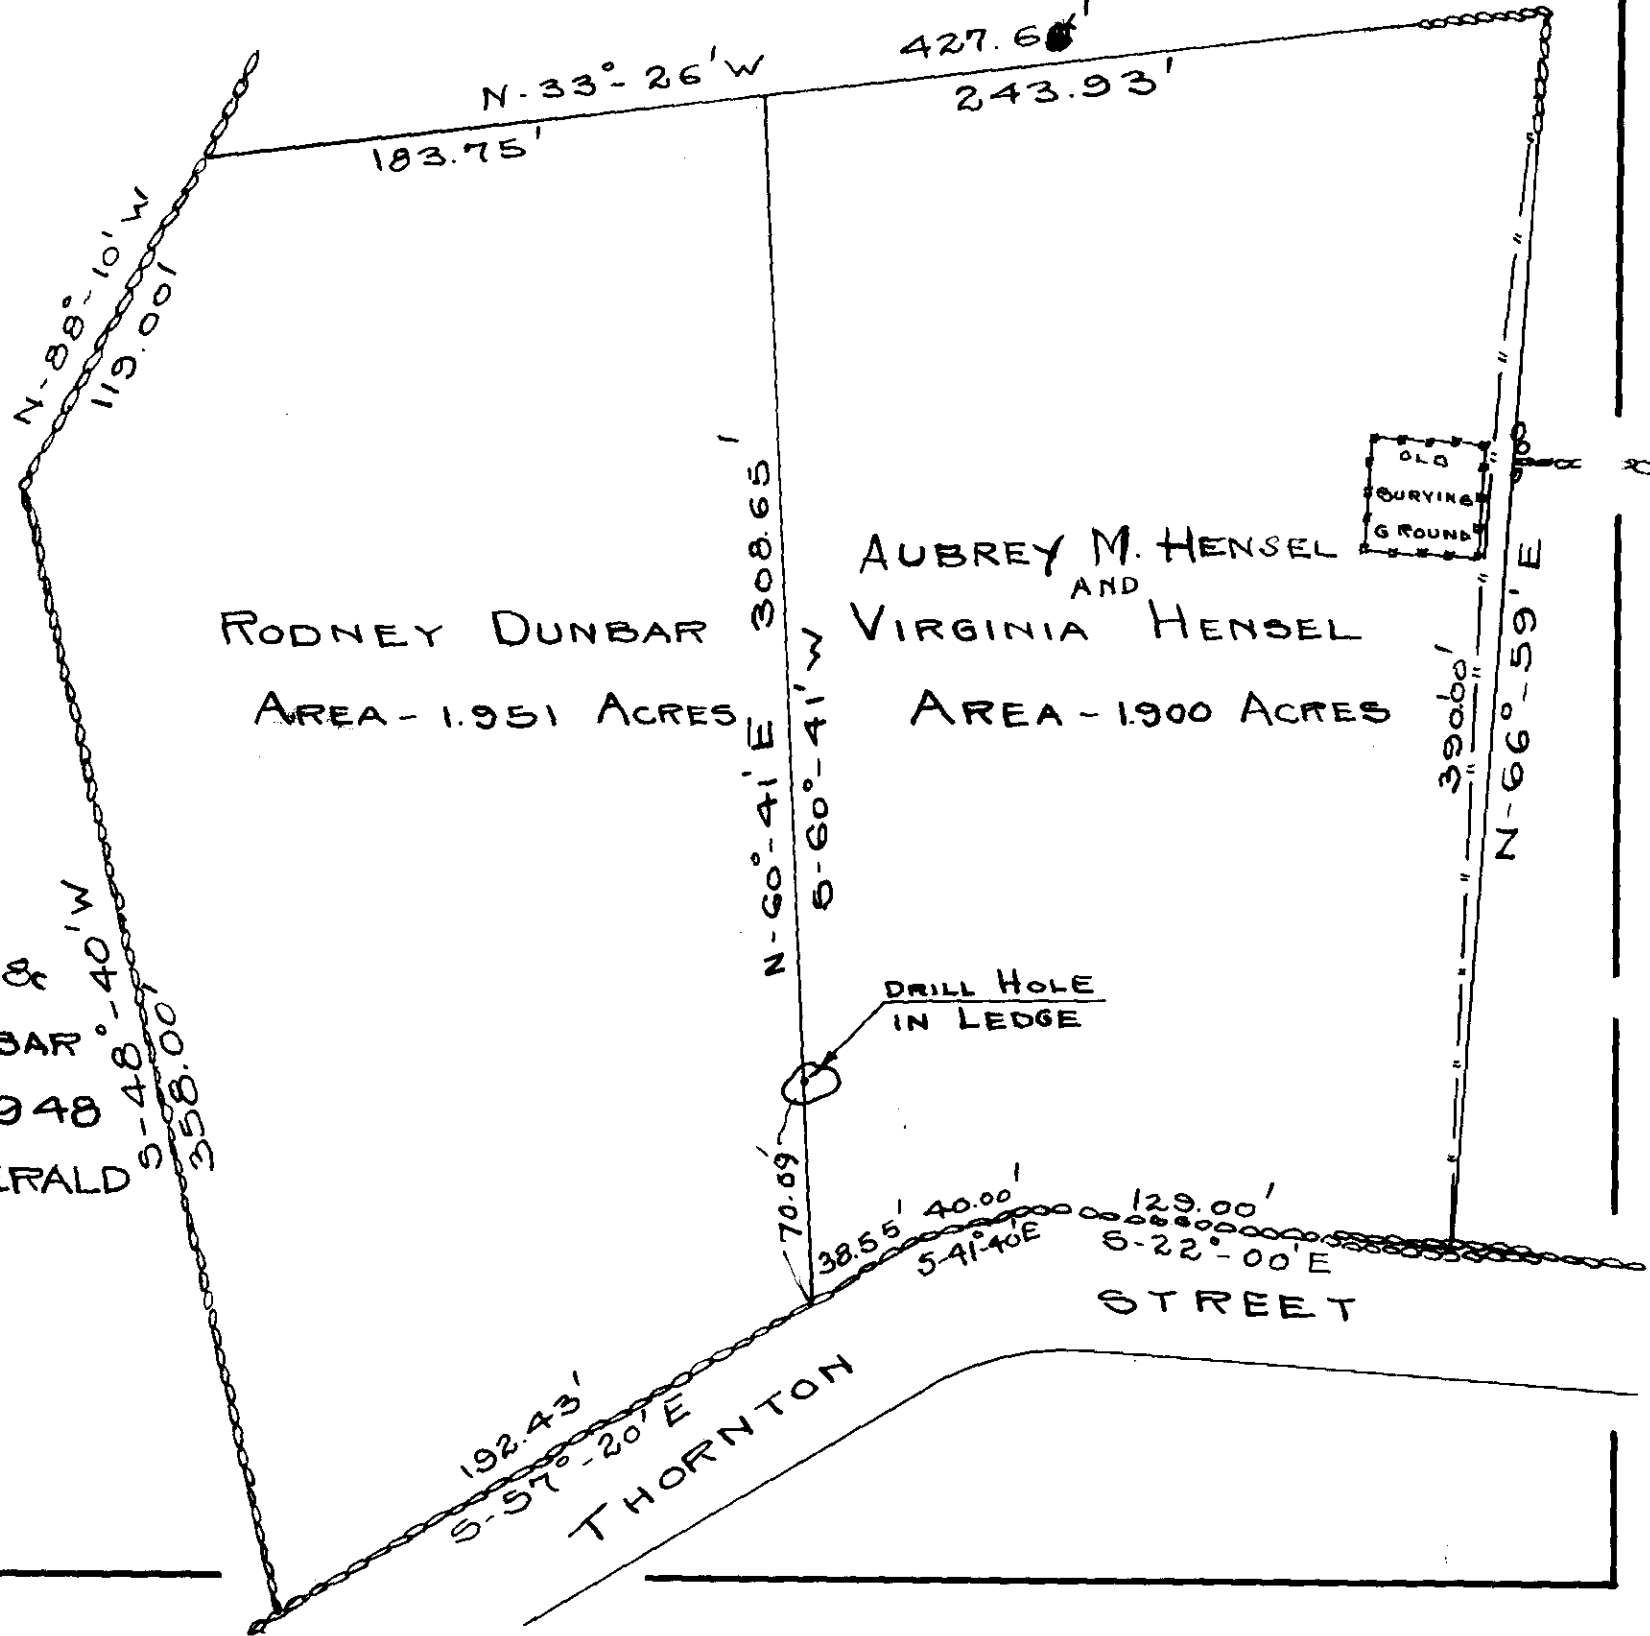 427.6
N-33°-26'W
243.93'
183.75'
N-88°-10'W
119.00'
OLD
BURYING
GROUND
AUBREY M. HENSEL
AND
VIRGINIA HENSEL
AREA - 1.900 ACRES
RODNEY DUNBAR
AREA - 1.951 ACRES
N-60°-41'E 308.65'
S-60°-41'W
390.60'
N-66°-59'E
S-48°-40'W
358.00'
&
BAR
948
ERALD
DRILL HOLE
IN LEDGE
70.09'
38.55' 40.00'
S-41°-40'E
129.00'
S-22°-00'E
192.43'
S-57°-20'E
THORNTON
STREET